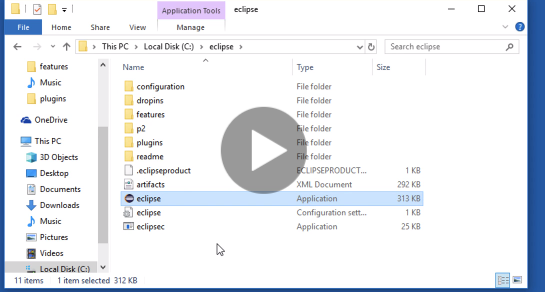 Application Tools eclipse
File Home Share View Manage
This PC Local Disk (C:) eclipse Search eclipse
features
Music
plugins
OneDrive
This PC
3D Objects
Desktop
Documents
Downloads
Music
Pictures
Videos
Local Disk (C:)
Name Type Size
configuration File folder
dropins File folder
features File folder
p2 File folder
plugins File folder
readme File folder
.eclipseproduct ECLIPSEPRODUCT... 1 KB
artifacts XML Document 292 KB
eclipse Application 313 KB
eclipse Configuration sett... 1 KB
eclipsec Application 25 KB
11 items 1 item selected 312 KB